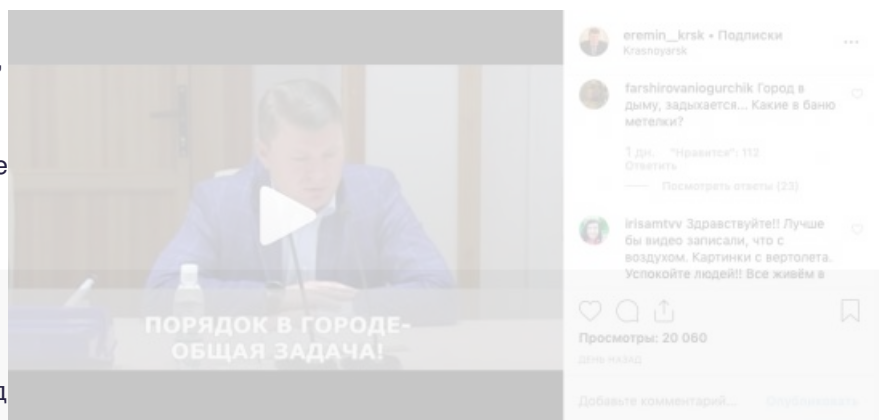 ПОРЯДОК В ГОРОДЕ-
ОБЩАЯ ЗАДАЧА!
eremin__krsk • Подписки
Krasnoyarsk
farshirovaniogurchik Город в
дыму, задыхается... Какие в баню
метелки?
1 дн. "Нравится": 112
Ответить
Посмотреть ответы (23)
irisamtvv Здравствуйте!! Лучше
бы видео записали, что с
воздухом. Картинки с вертолета.
Успокойте людей!! Все живём в
Просмотры: 20 060
ДЕНЬ НАЗАД
Добавьте комментарий... Опубликовать